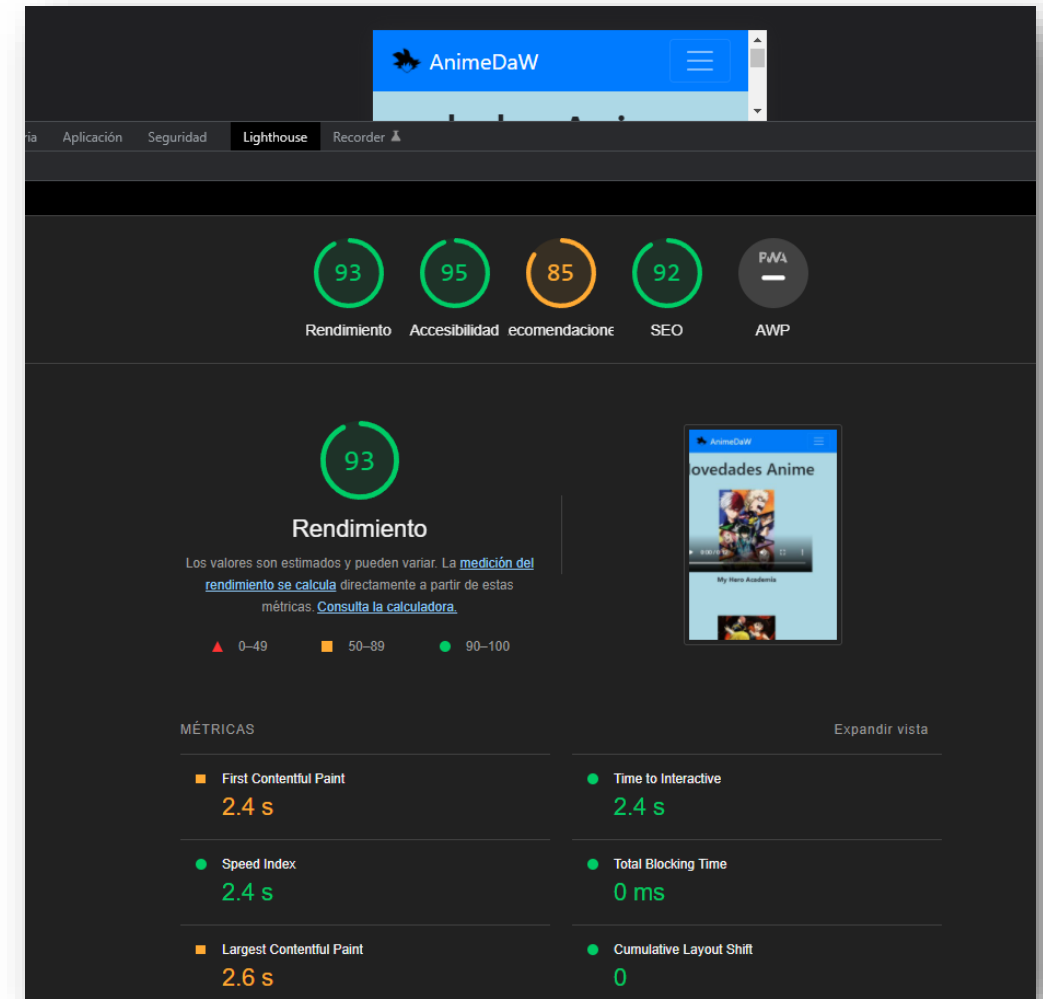 AnimeDaW
ia Aplicación Seguridad Lighthouse Recorder
93 95 85 92 PWA
Rendimiento Accesibilidad ecomendacione SEO AWP
93
Rendimiento
Los valores son estimados y pueden variar. La medición del
rendimiento se calcula directamente a partir de estas
métricas. Consulta la calculadora.
0–49 50–89 90–100
AnimeDaW
lovedades Anime
My Hero Academia
MÉTRICAS Expandir vista
First Contentful Paint Time to Interactive
2.4 s 2.4 s
Speed Index Total Blocking Time
2.4 s 0 ms
Largest Contentful Paint Cumulative Layout Shift
2.6 s 0